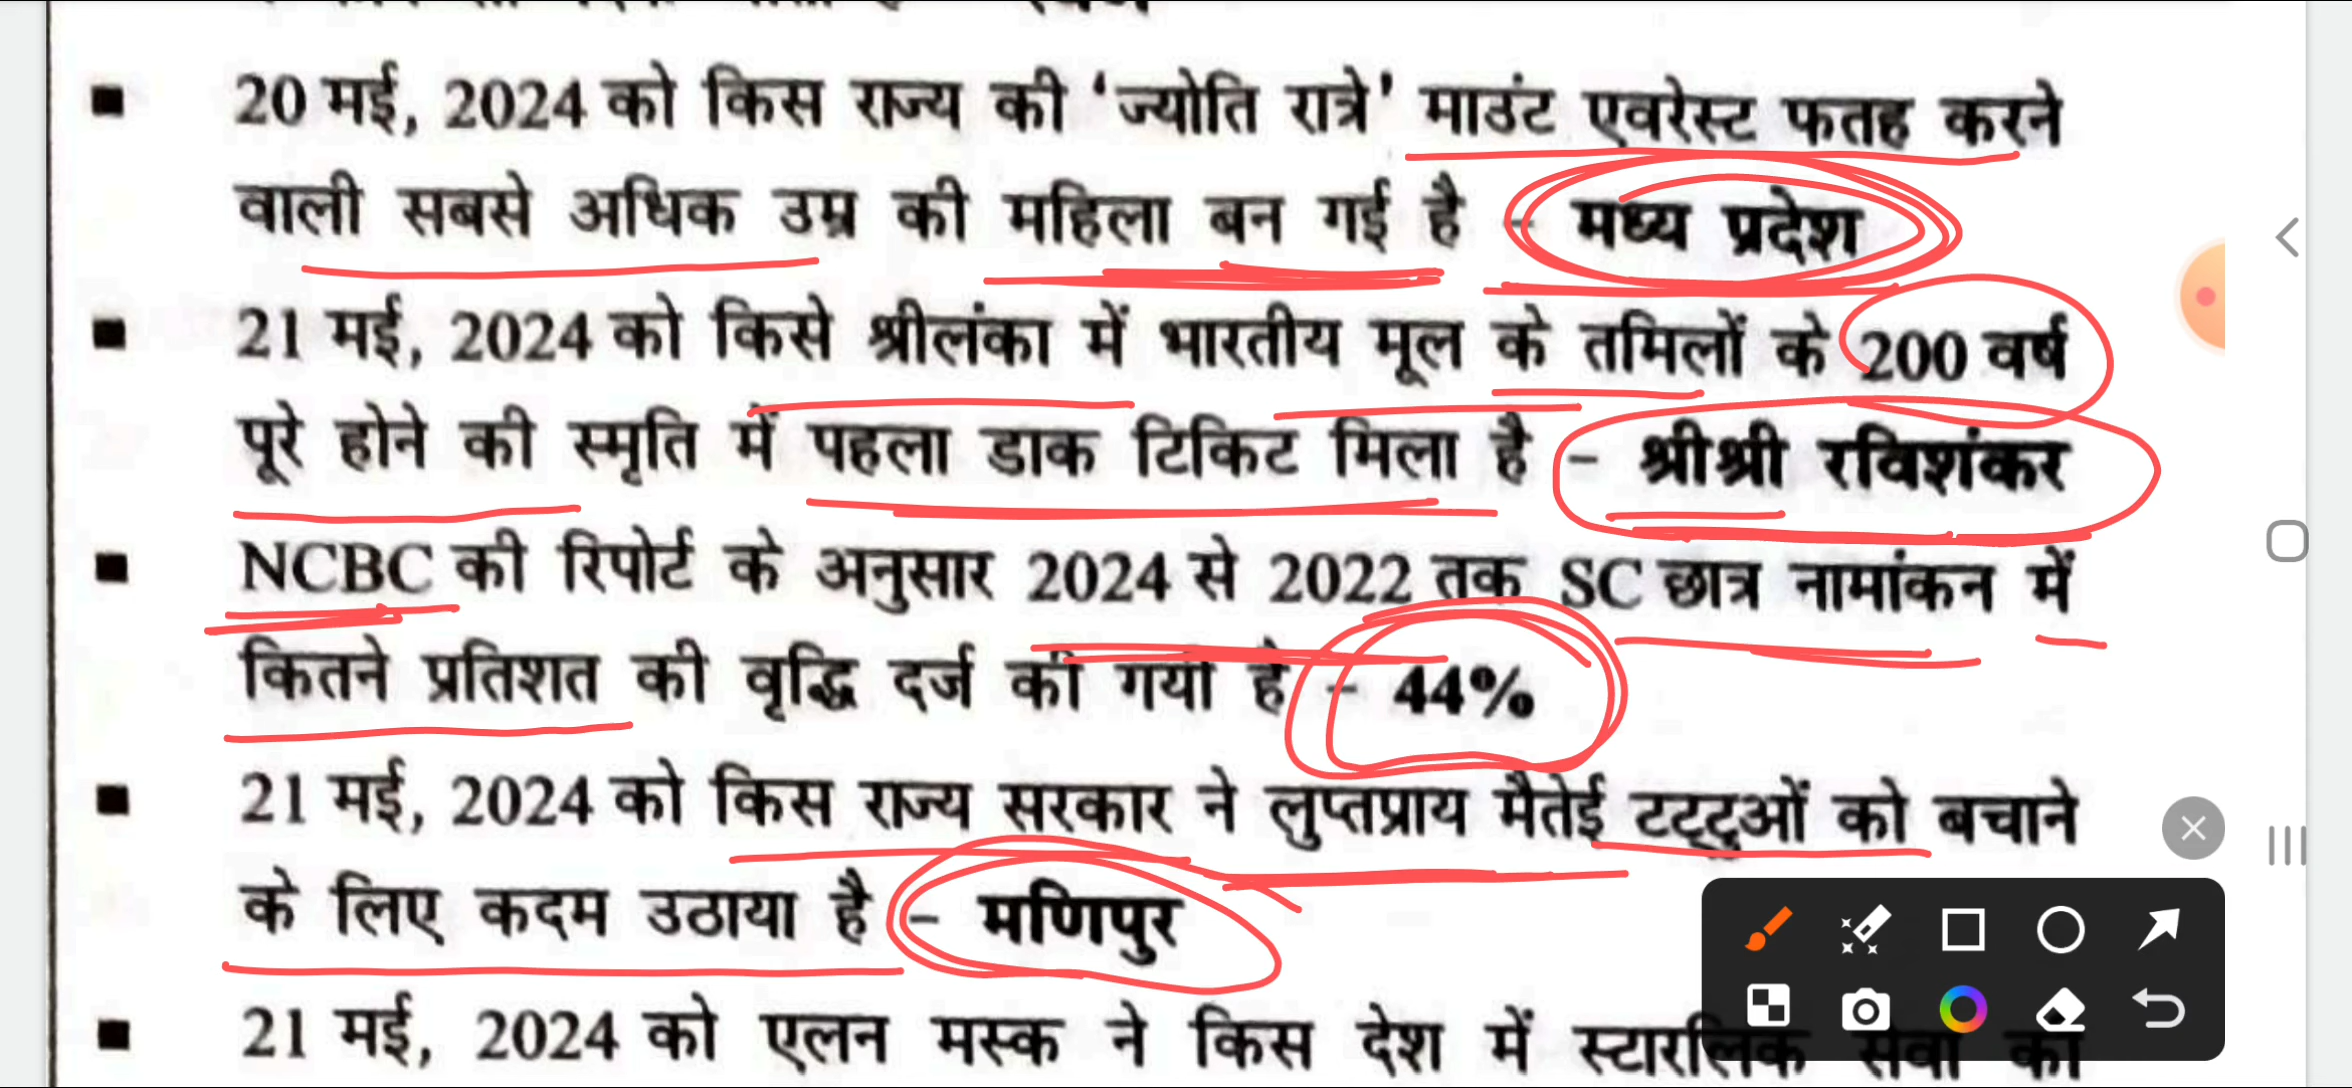 20 मई, 2024 को किस राज्य की 'ज्योति रात्रे' माउंट एवरेस्ट फतह करने
वाली सबसे अधिक उम्र की महिला बन गई है - मध्य प्रदेश
21 मई, 2024 को किसे श्रीलंका में भारतीय मूल के तमिलों के 200 वर्ष
पूरे होने की स्मृति में पहला डाक टिकिट मिला है - श्रीश्री रविशंकर
NCBC की रिपोर्ट के अनुसार 2024 से 2022 तक SC छात्र नामांकन में
कितने प्रतिशत की वृद्धि दर्ज की गयी है - 44%
21 मई, 2024 को किस राज्य सरकार ने लुप्तप्राय मैतेई टट्टुओं को बचाने
के लिए कदम उठाया है - मणिपुर
21 मई, 2024 को एलन मस्क ने किस देश में स्टारलिंक सेवा का